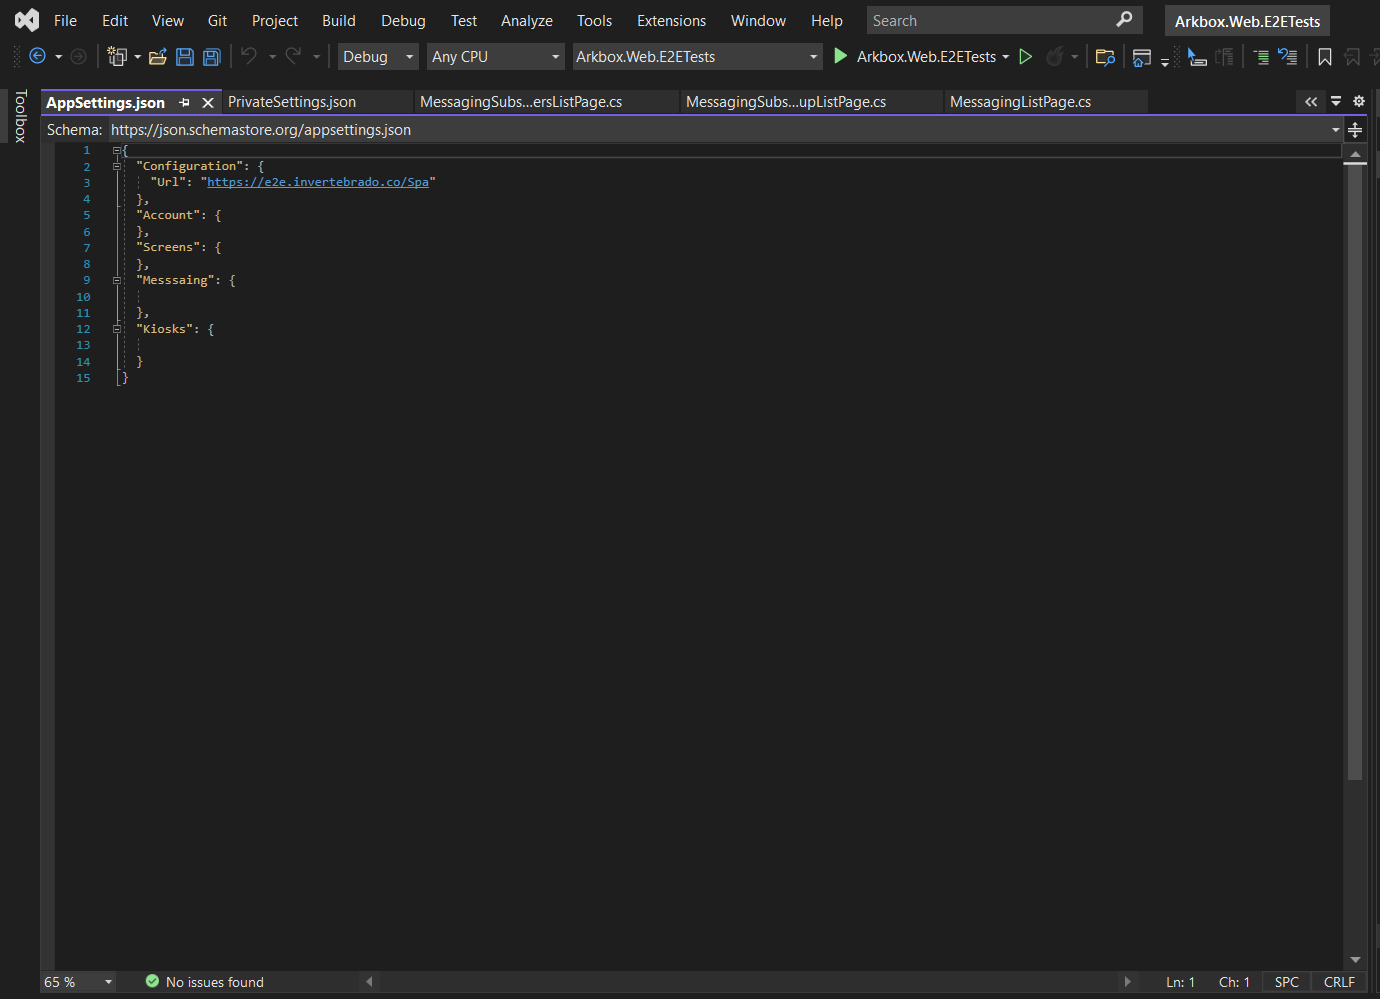 File Edit View Git Project Build Debug Test Analyze Tools Extensions Window Help Search Arkbox.Web.E2ETests
Debug Any CPU Arkbox.Web.E2ETests Arkbox.Web.E2ETests
Toolbox
AppSettings.json PrivateSettings.json MessagingSubs...ersListPage.cs MessagingSubs...upListPage.cs MessagingListPage.cs
Schema: https://json.schemastore.org/appsettings.json
1 {
2 "Configuration": {
3 "Url": "https://e2e.invertebrado.co/Spa"
4 },
5 "Account": {
6 },
7 "Screens": {
8 },
9 "Messsaing": {
10
11 },
12 "Kiosks": {
13
14 }
15 }
65 % No issues found Ln: 1 Ch: 1 SPC CRLF